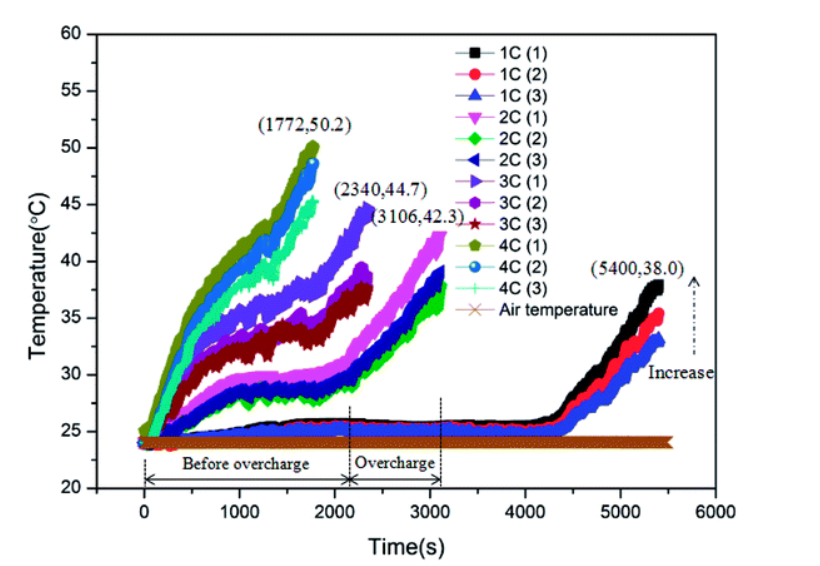 60
55
50
45
40
35
30
25
20
Temperature(°C)
(1772,50.2)
(2340,44.7)
(3106,42.3)
(5400,38.0)
1C (1)
1C (2)
1C (3)
2C (1)
2C (2)
2C (3)
3C (1)
3C (2)
3C (3)
4C (1)
4C (2)
4C (3)
Air temperature
Increase
Before overcharge
Overcharge
0
1000
2000
3000
4000
5000
6000
Time(s)